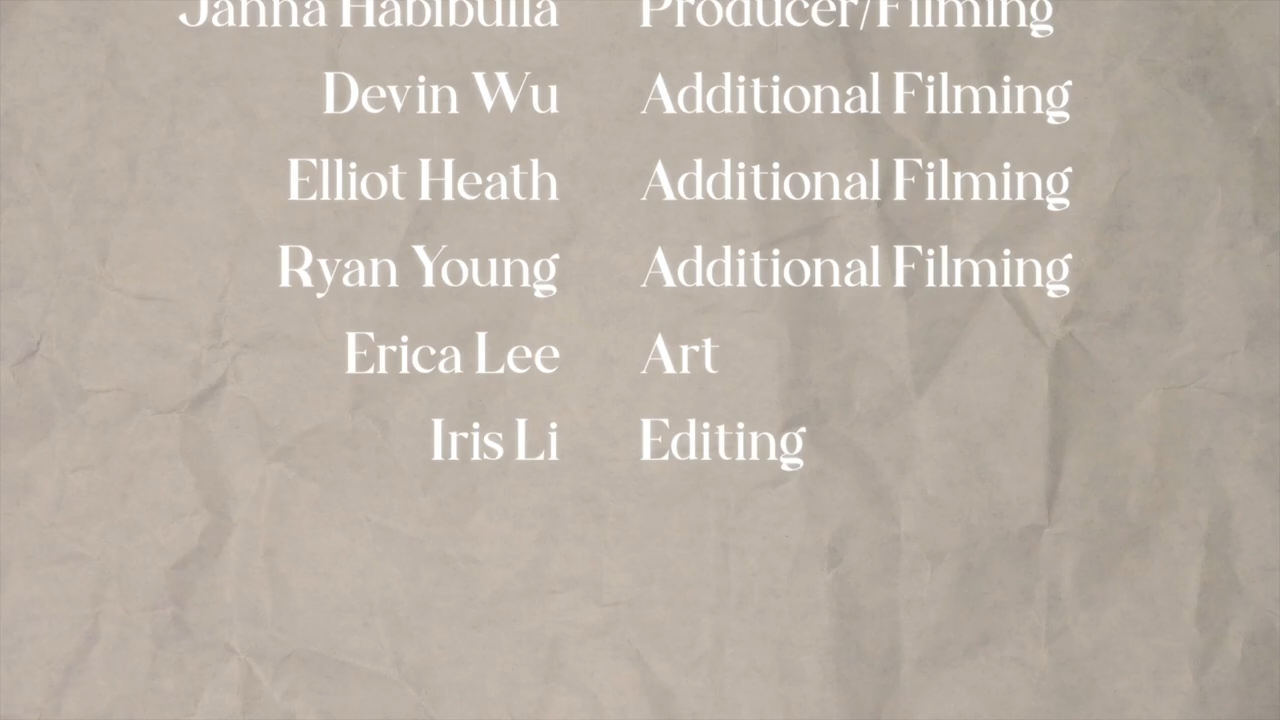 Janna Habibulla Producer/Filming
Devin Wu Additional Filming
Elliot Heath Additional Filming
Ryan Young Additional Filming
Erica Lee Art
Iris Li Editing